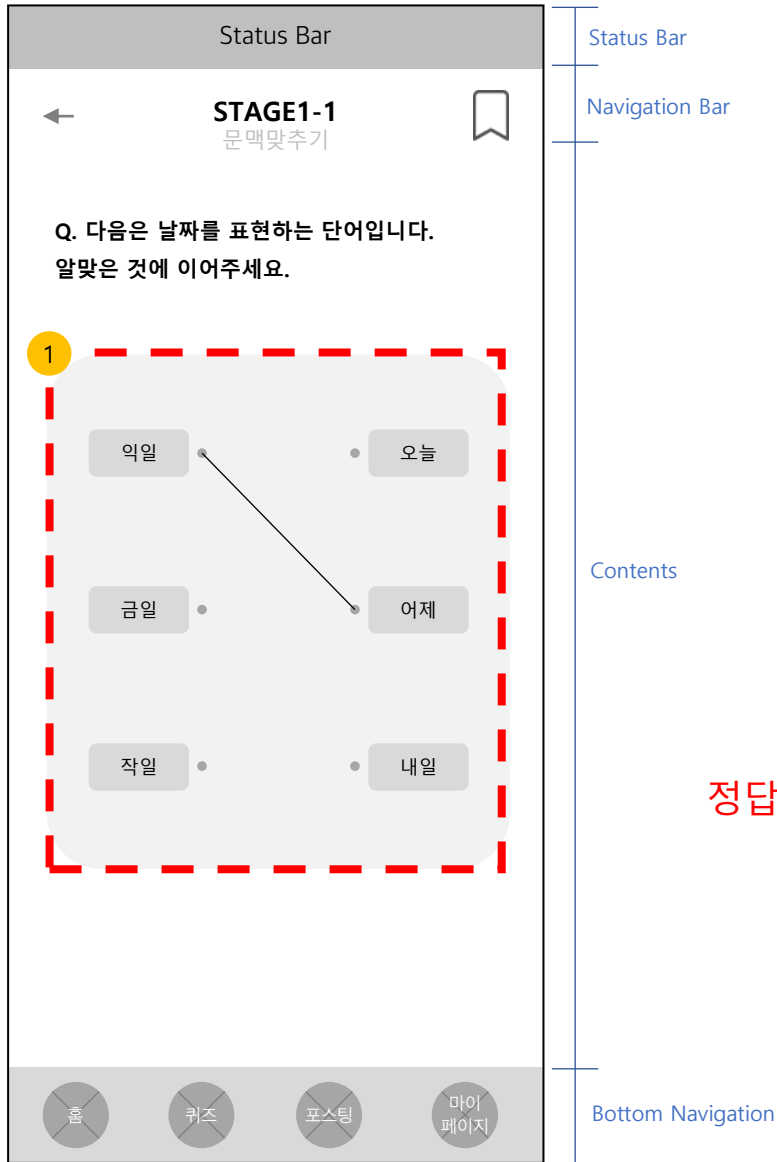 Status Bar
Status Bar
STAGE1-1
문맥맞추기
Navigation Bar
Q. 다음은 날짜를 표현하는 단어입니다.
알맞은 것에 이어주세요.
1
익일
오늘
금일
어제
Contents
작일
내일
정답
홈
퀴즈
포스팅
마이
페이지
Bottom Navigation